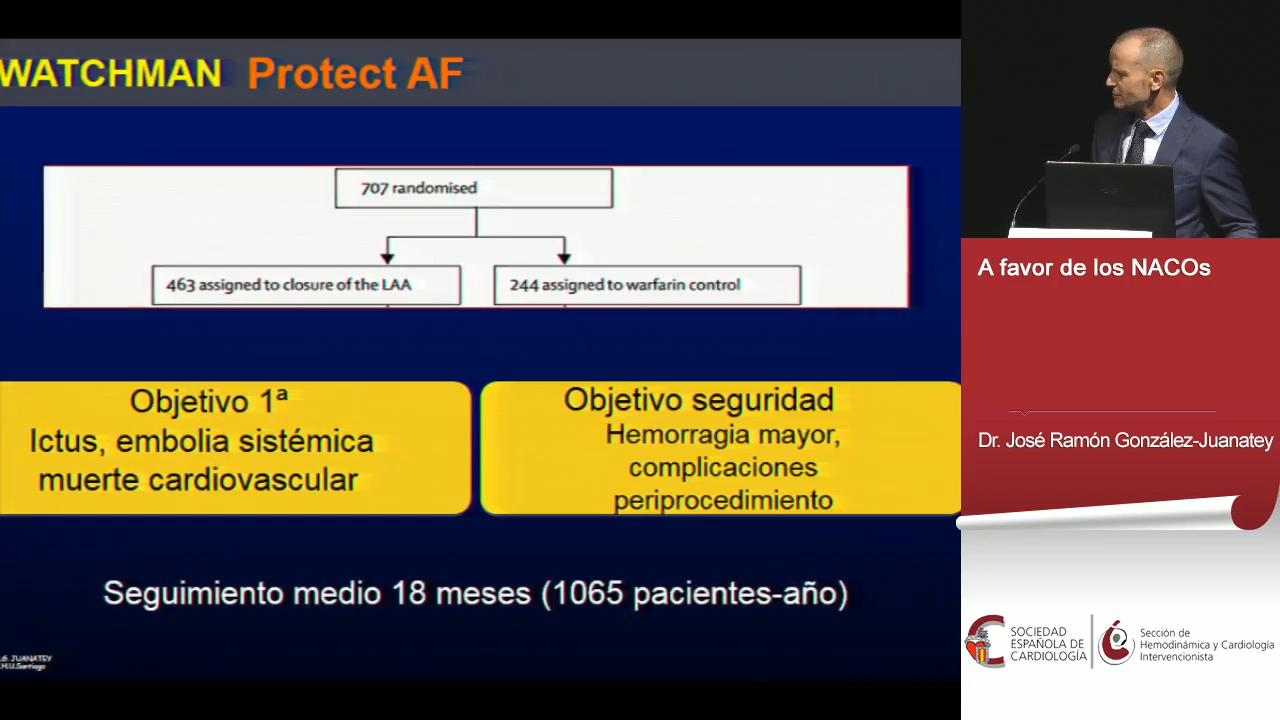 WATCHMAN Protect AF
707 randomised
463 assigned to closure of the LAA
244 assigned to warfarin control
Objetivo 1ª
Ictus, embolia sistémica
muerte cardiovascular
Objetivo seguridad
Hemorragia mayor,
complicaciones
periprocedimiento
Seguimiento medio 18 meses (1065 pacientes-año)
JUANATEY
H.U.Santiago
A favor de los NACOs
Dr. José Ramón González-Juanatey
SOCIEDAD
ESPAÑOLA DE
CARDIOLOGÍA
Sección de
Hemodinámica y Cardiología
Intervencionista